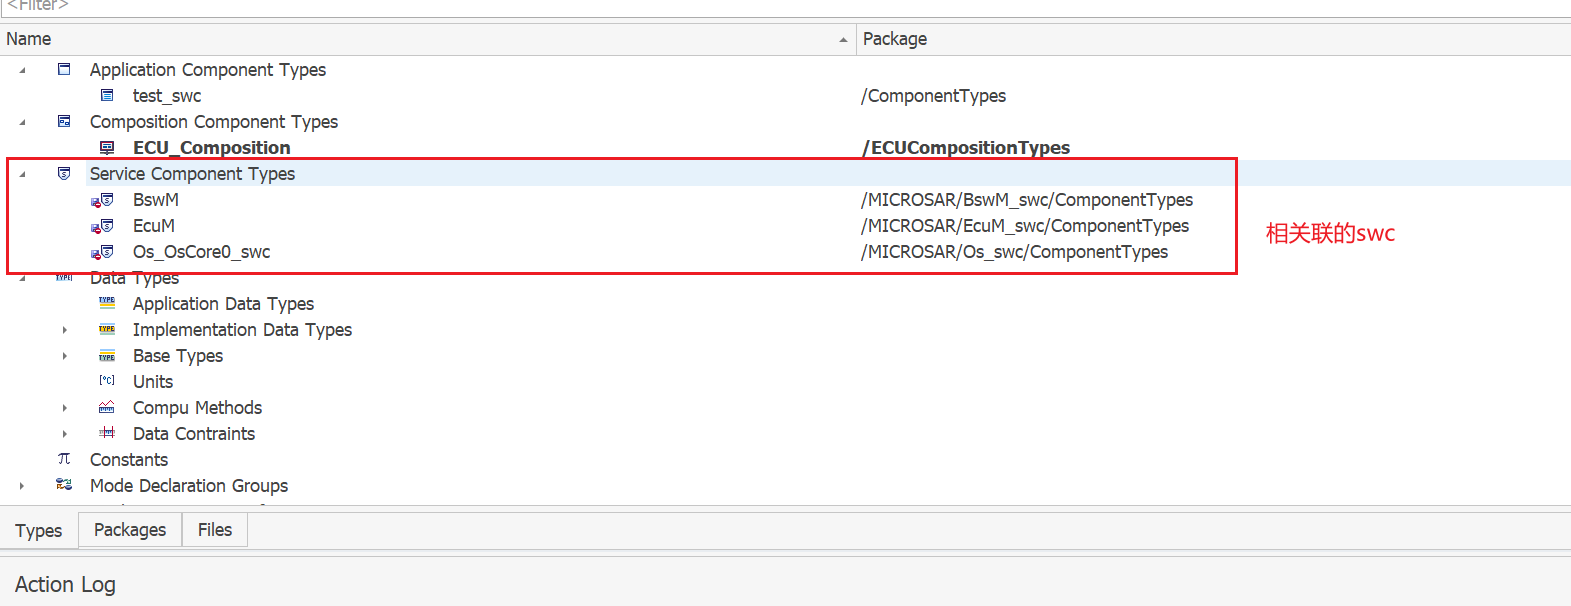 <Filter>
Name Package
Application Component Types
test_swc /ComponentTypes
Composition Component Types
ECU_Composition /ECUCompositionTypes
Service Component Types
BswM /MICROSAR/BswM_swc/ComponentTypes
EcuM /MICROSAR/EcuM_swc/ComponentTypes
相关联的swc
Os_OsCore0_swc /MICROSAR/Os_swc/ComponentTypes
Data Types
Application Data Types
Implementation Data Types
Base Types
Units
Compu Methods
Data Contraints
Constants
Mode Declaration Groups
Types Packages Files
Action Log